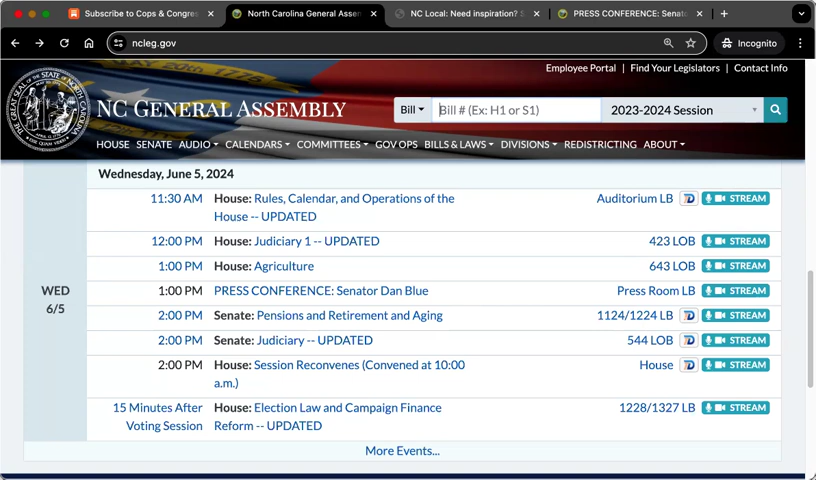 Subscribe to Cops & Congre
North Carolina General Assem
NC Local: Need inspiration? S
PRESS CONFERENCE: Senato
ncleg.gov
Incognito
Employee Portal | Find Your Legislators | Contact Info
NC GENERAL ASSEMBLY
Bill
Bill # (Ex: H1 or S1)
2023-2024 Session
HOUSE SENATE AUDIO CALENDARS COMMITTEES GOV OPS BILLS & LAWS DIVISIONS REDISTRICTING ABOUT
Wednesday, June 5, 2024
WED
6/5
11:30 AM House: Rules, Calendar, and Operations of the Auditorium LB STREAM
House -- UPDATED
12:00 PM House: Judiciary 1 -- UPDATED 423 LOB STREAM
1:00 PM House: Agriculture 643 LOB STREAM
1:00 PM PRESS CONFERENCE: Senator Dan Blue Press Room LB STREAM
2:00 PM Senate: Pensions and Retirement and Aging 1124/1224 LB STREAM
2:00 PM Senate: Judiciary -- UPDATED 544 LOB STREAM
2:00 PM House: Session Reconvenes (Convened at 10:00 House STREAM
a.m.)
15 Minutes After House: Election Law and Campaign Finance 1228/1327 LB STREAM
Voting Session Reform -- UPDATED
More Events...